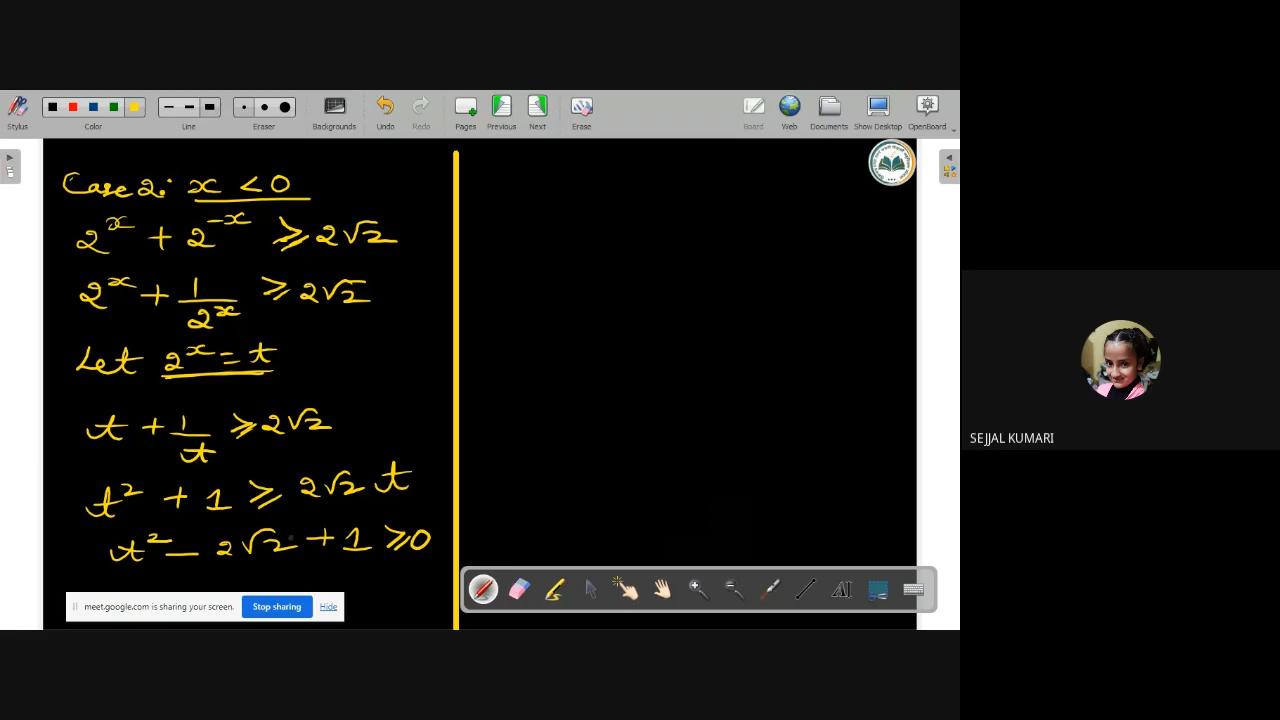 Stylus
Color
Line
Eraser
Backgrounds
Undo
Redo
Pages
Previous
Next
Erase
Board
Web
Documents
Show Desktop
OpenBoard
Case 2: x < 0
2^x + 2^-x ≥ 2√2
2^x + 1/2^x ≥ 2√2
Let 2^x = t
t + 1/t ≥ 2√2
t² + 1 ≥ 2√2 t
t² - 2√2 + 1 ≥ 0
meet.google.com is sharing your screen. Stop sharing Hide
SEJJAL KUMARI